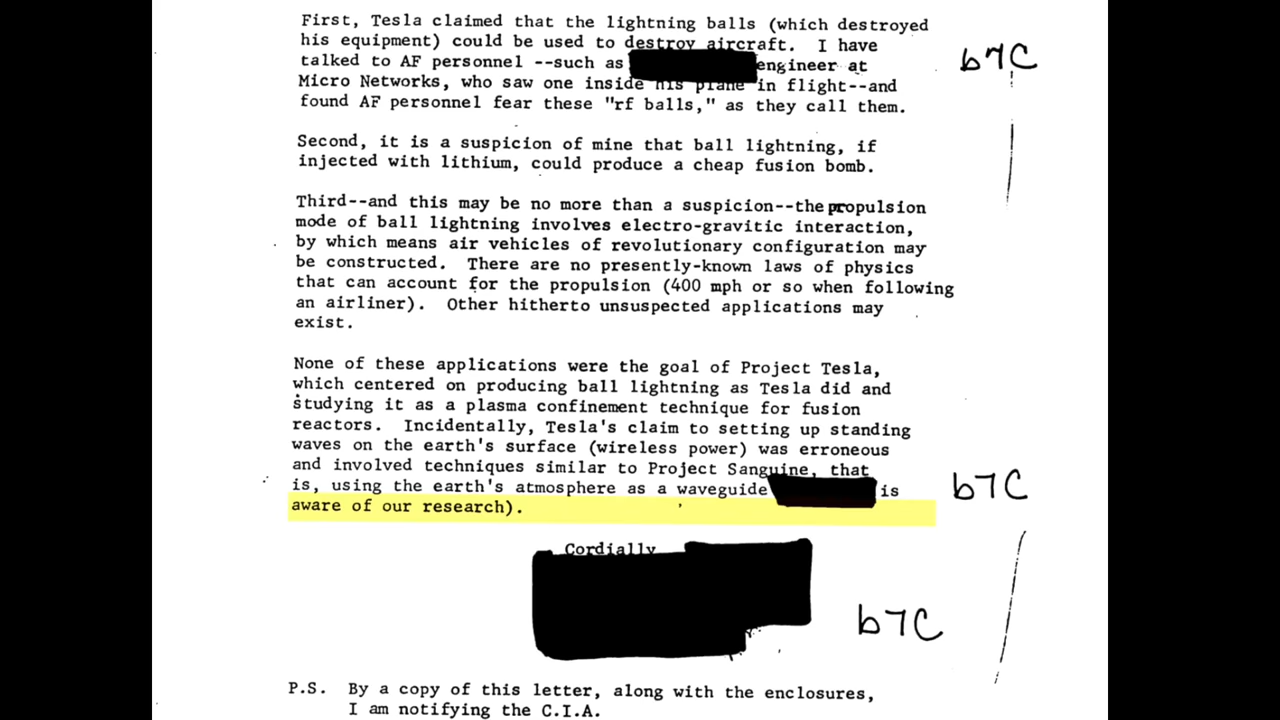 First, Tesla claimed that the lightning balls (which destroyed
his equipment) could be used to destroy aircraft. I have
talked to AF personnel --such as engineer at
Micro Networks, who saw one inside his plane in flight--and
found AF personnel fear these "rf balls," as they call them.
b7C
Second, it is a suspicion of mine that ball lightning, if
injected with lithium, could produce a cheap fusion bomb.
Third--and this may be no more than a suspicion--the propulsion
mode of ball lightning involves electro-gravitic interaction,
by which means air vehicles of revolutionary configuration may
be constructed. There are no presently-known laws of physics
that can account for the propulsion (400 mph or so when following
an airliner). Other hitherto unsuspected applications may
exist.
None of these applications were the goal of Project Tesla,
which centered on producing ball lightning as Tesla did and
studying it as a plasma confinement technique for fusion
reactors. Incidentally, Tesla's claim to setting up standing
waves on the earth's surface (wireless power) was erroneous
and involved techniques similar to Project Sanguine, that
is, using the earth's atmosphere as a waveguide is
b7C
aware of our research).
Cordially
b7C
P.S. By a copy of this letter, along with the enclosures,
I am notifying the C.I.A.